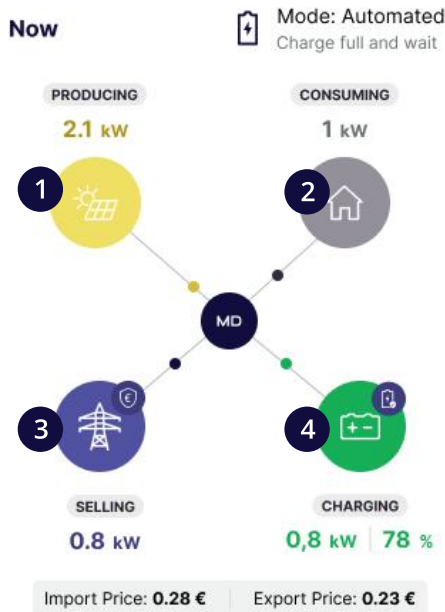 Now
Mode: Automated
Charge full and wait
PRODUCING
CONSUMING
2.1 kW
1 kW
1
2
MD
€
3
4
+ -
SELLING
CHARGING
0.8 kW
0,8 kW 78 %
Import Price: 0.28 € Export Price: 0.23 €